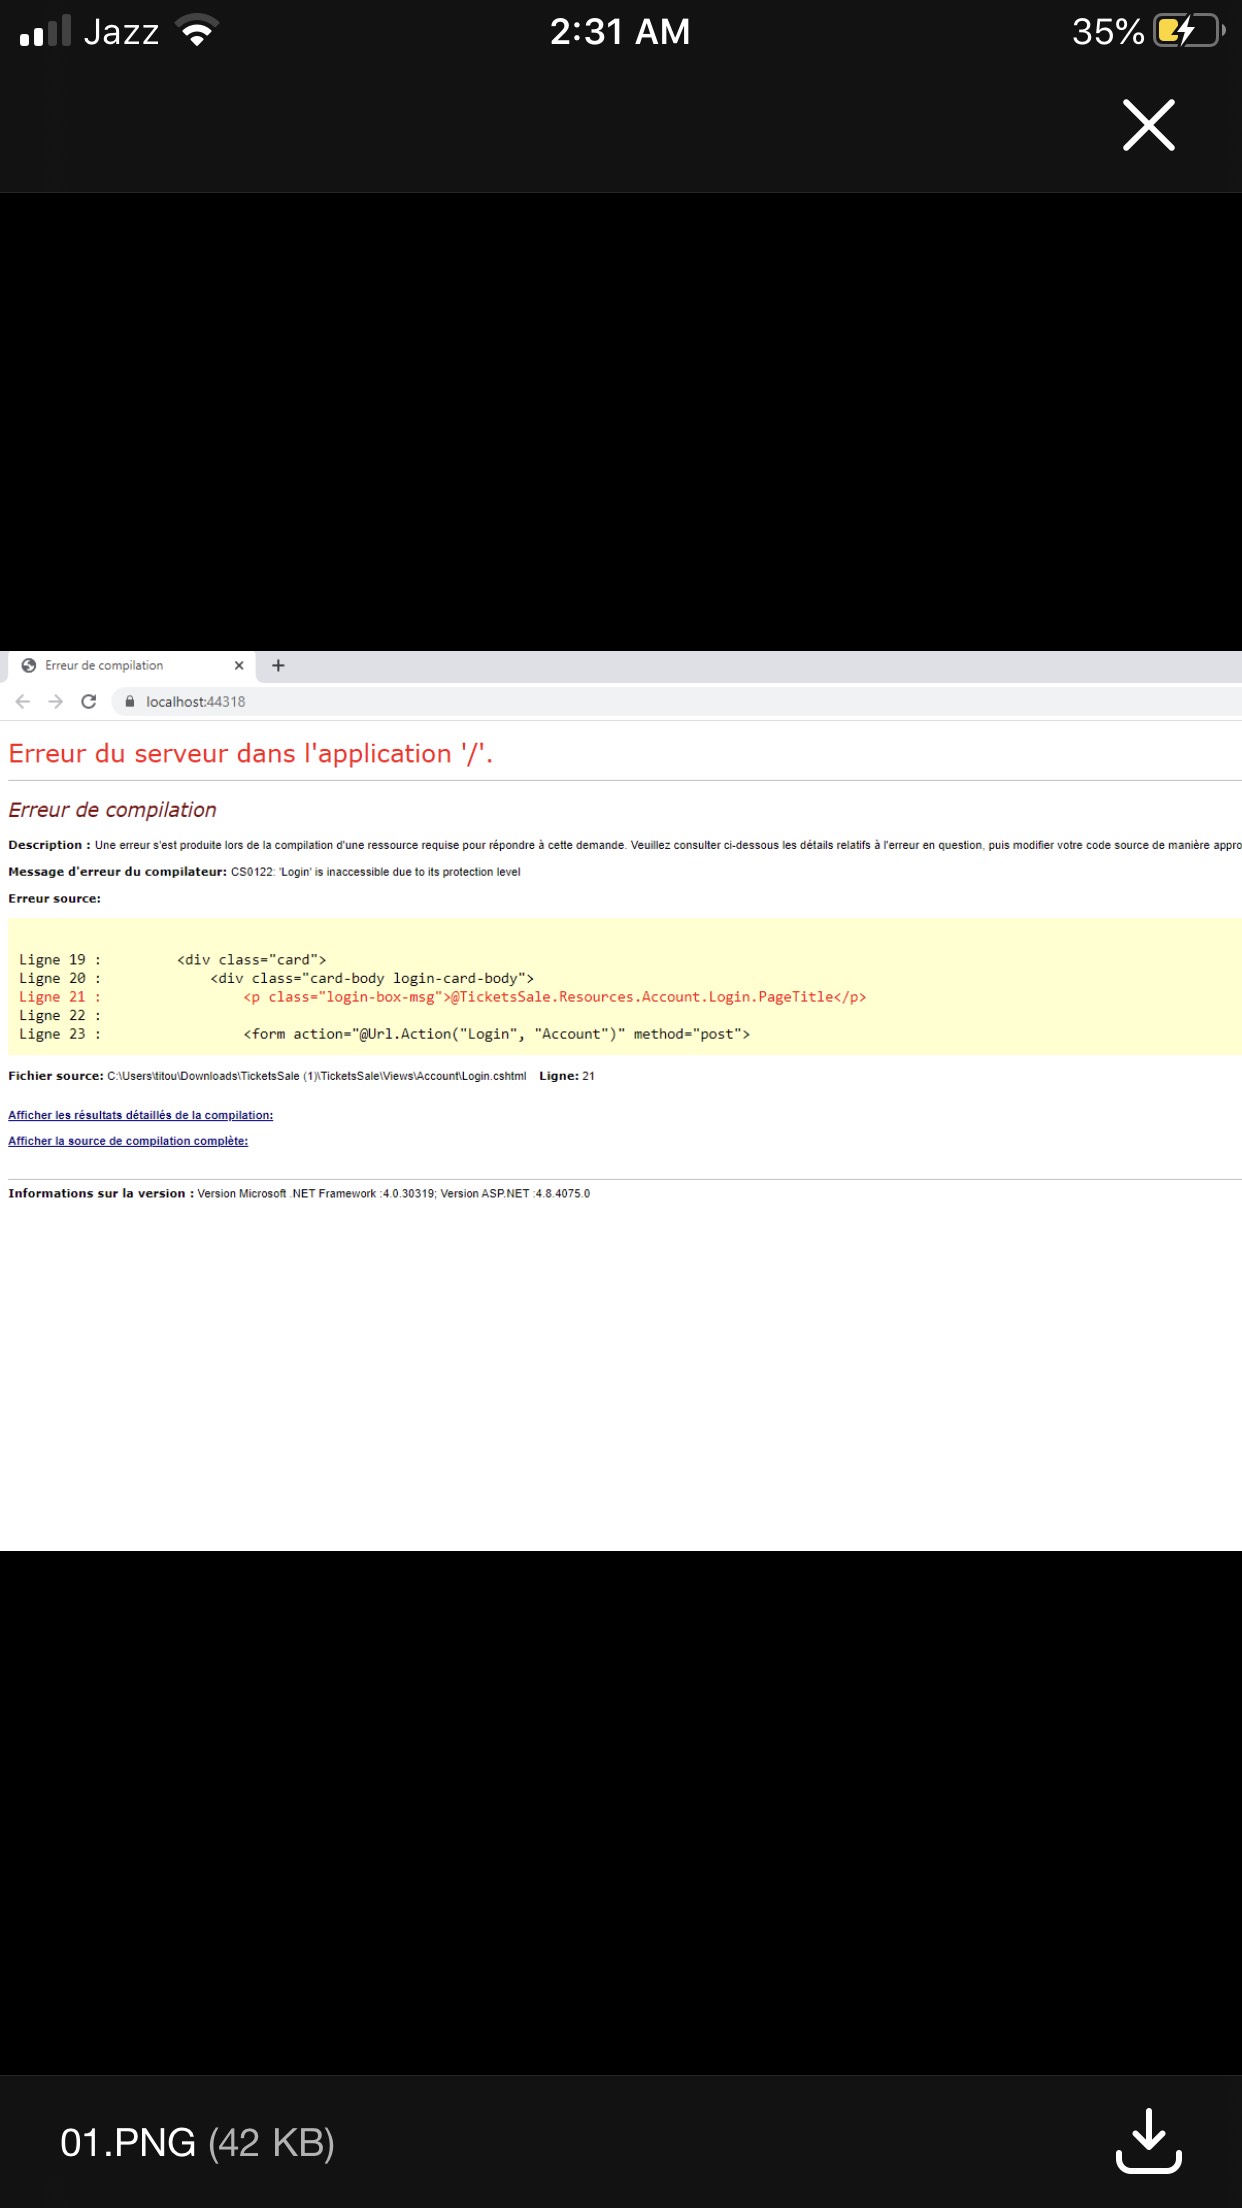 Jazz
2:31 AM
35%
Erreur de compilation
localhost:44318
Erreur du serveur dans l'application '/'.
Erreur de compilation
Description : Une erreur s'est produite lors de la compilation d'une ressource requise pour répondre à cette demande. Veuillez consulter ci-dessous les détails relatifs à l'erreur en question, puis modifier votre code source de manière appro
Message d'erreur du compilateur: CS0122: 'Login' is inaccessible due to its protection level
Erreur source:
Ligne 19 :         <div class="card">
Ligne 20 :             <div class="card-body login-card-body">
Ligne 21 :                 <p class="login-box-msg">@TicketsSale.Resources.Account.Login.PageTitle</p>
Ligne 22 :
Ligne 23 :                 <form action="@Url.Action("Login", "Account")" method="post">
Fichier source: C:\Users\titou\Downloads\TicketsSale (1)\TicketsSale\Views\Account\Login.cshtml    Ligne: 21
Afficher les résultats détaillés de la compilation:
Afficher la source de compilation complète:
Informations sur la version : Version Microsoft .NET Framework :4.0.30319; Version ASP.NET :4.8.4075.0
01.PNG (42 KB)